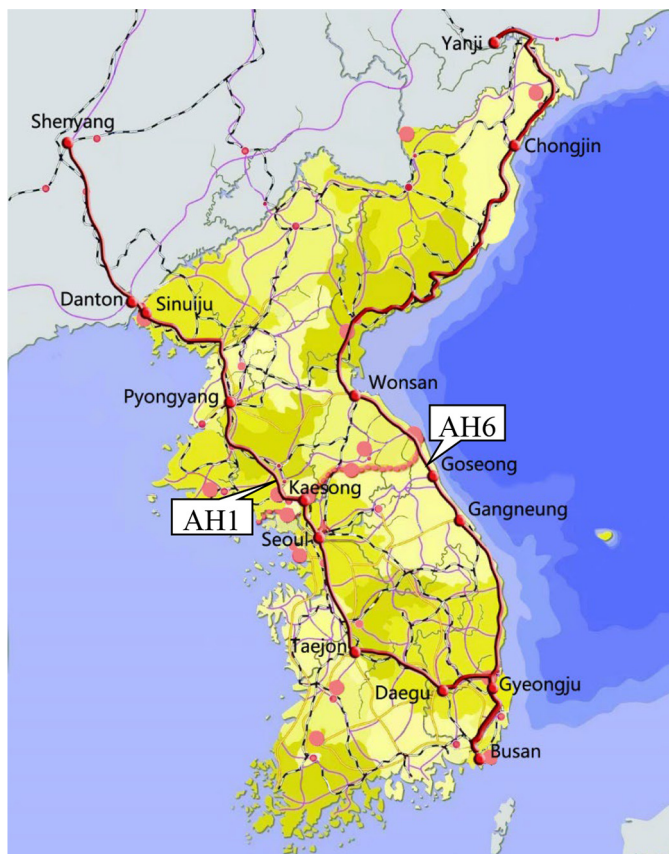 Yanji
Shenyang
Chongjin
Danton
Sinuiju
Pyongyang
Wonsan
AH6
Goseong
Kaesong
AH1
Gangneung
Seoul
Taejon
Daegu
Gyeongju
Busan